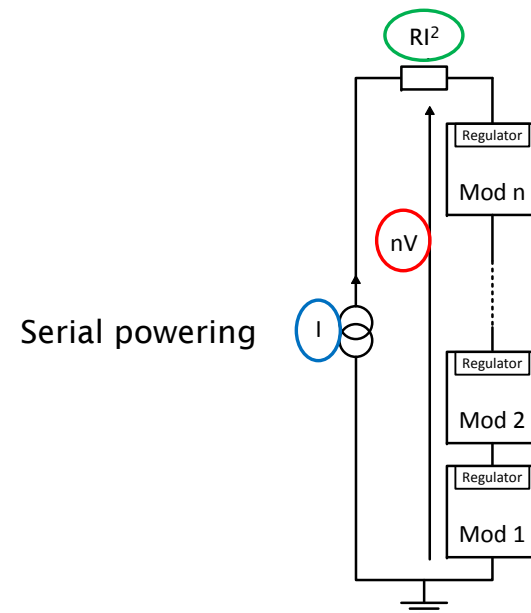 RI²
Regulator
Mod n
nV
Serial powering
I
Regulator
Mod 2
Regulator
Mod 1